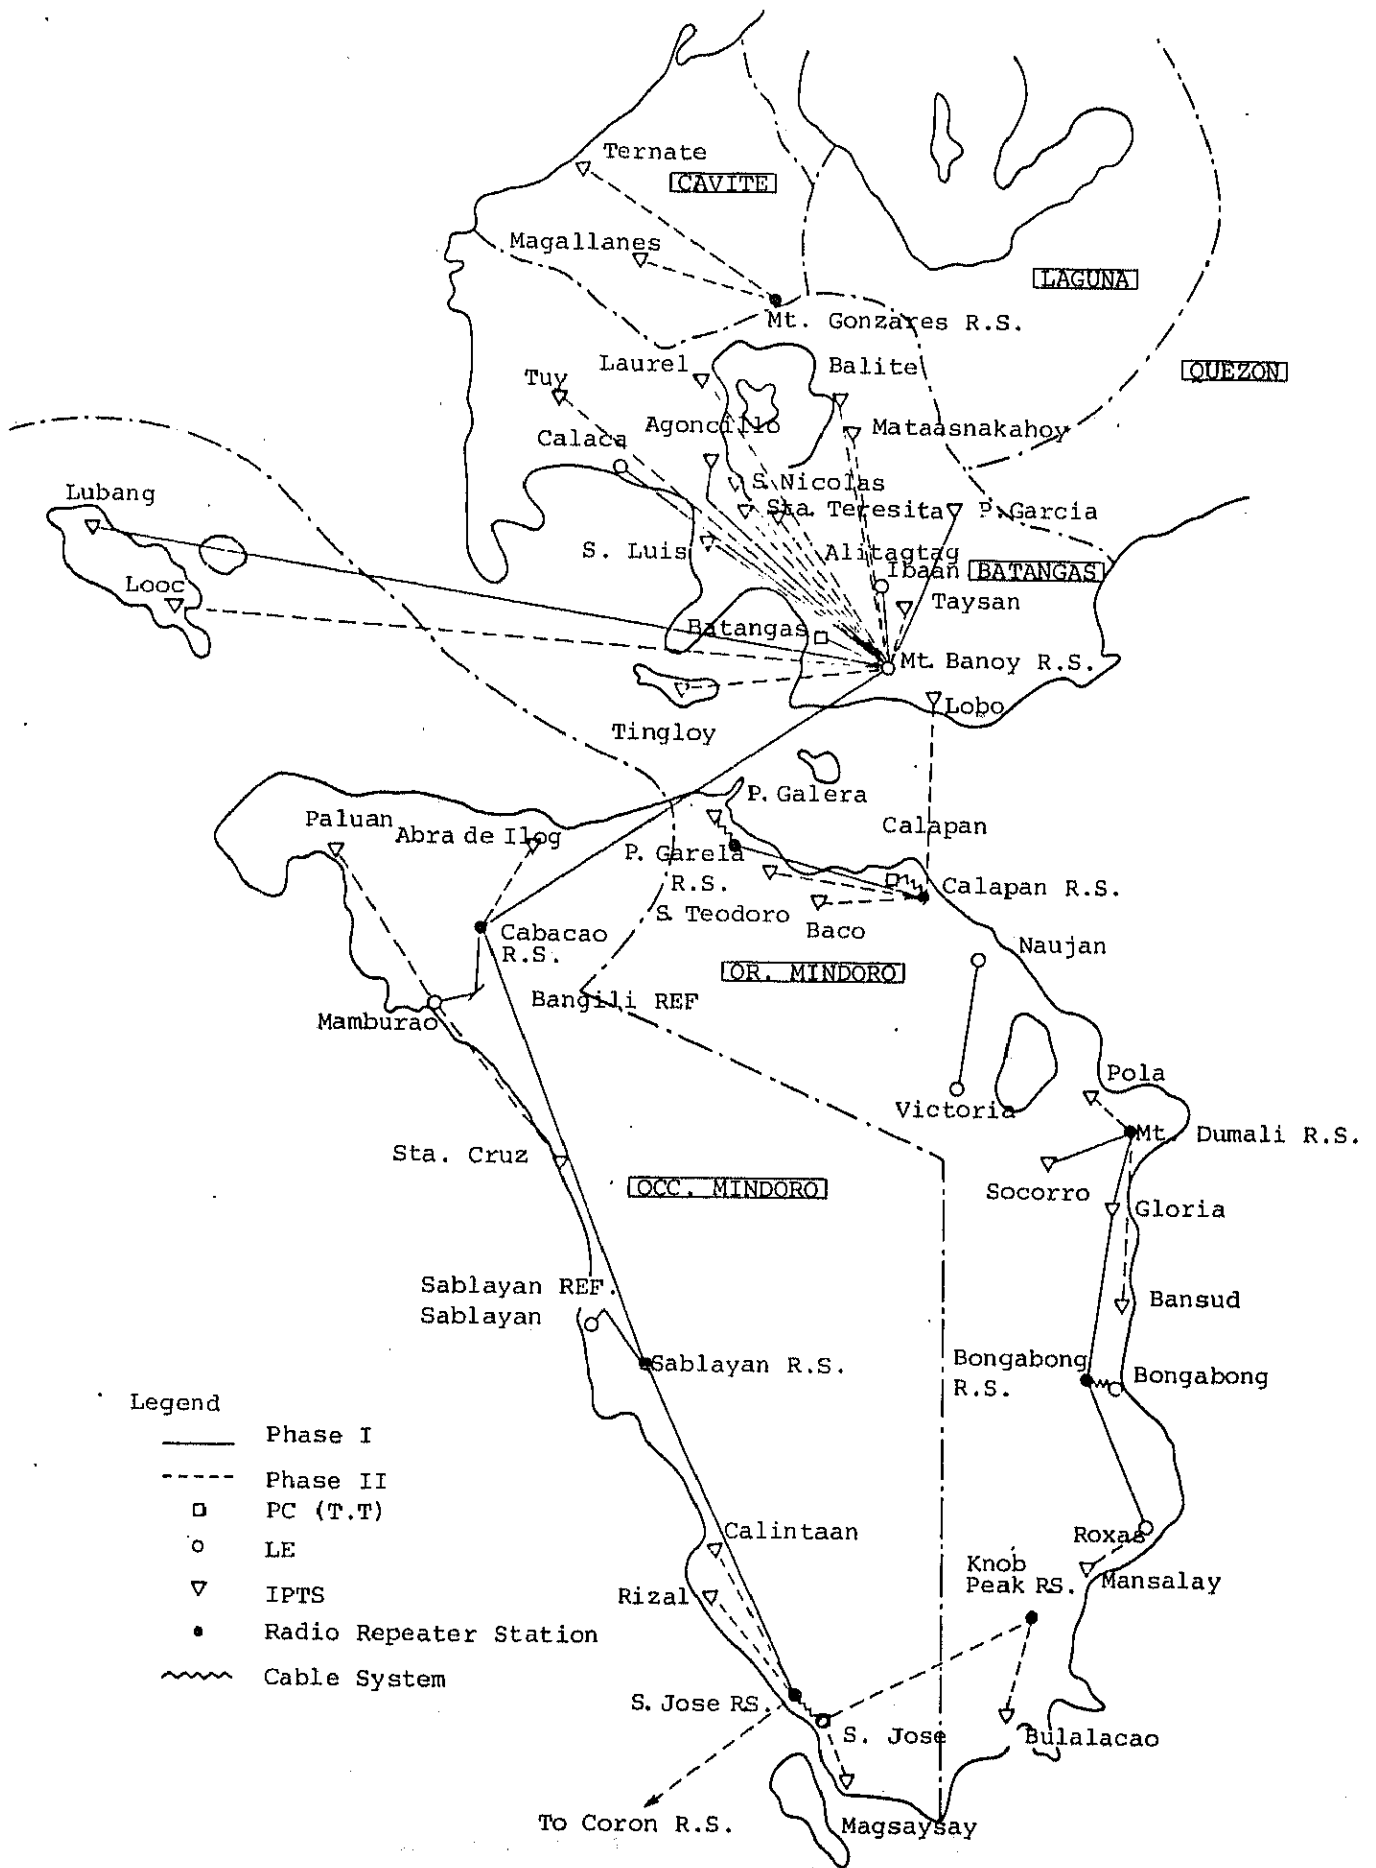 Ternate
CAVITE
Magallanes
LAGUNA
Mt. Gonzares R.S.
Laurel
Balite
QUEZON
Tuy
Agoncillo
Mataasnakahoy
Calaca
S. Nicolas
Lubang
Sta. Teresita
P. Garcia
S. Luis
Alitagtag
Ibaan
BATANGAS
Looc
Taysan
Batangas
Mt. Banoy R.S.
Lobo
Tingloy
P. Galera
Paluan
Abra de Ilog
Calapan
P. Garela
R.S.
Calapan R.S.
S. Teodoro
Baco
Cabacao
R.S.
Naujan
OR. MINDORO
Bangili REF
Mamburao
Pola
Victoria
Mt. Dumali R.S.
Sta. Cruz
OCC. MINDORO
Socorro
Gloria
Sablayan REF.
Sablayan
Bansud
Sablayan R.S.
Bongabong
R.S.
Bongabong
Legend
Phase I
Phase II
PC (T.T)
LE
IPTS
Radio Repeater Station
Cable System
Calintaan
Roxas
Knob
Peak RS.
Mansalay
Rizal
S. Jose RS.
S. Jose
Bulalacao
To Coron R.S.
Magsaysay